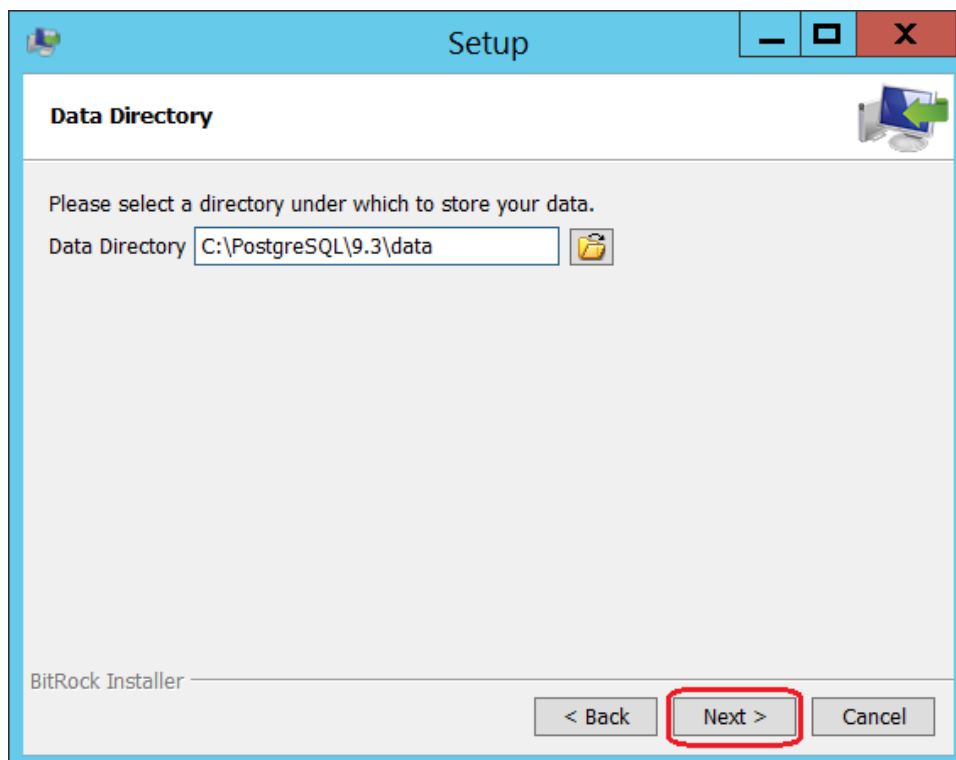 Setup
Data Directory
Please select a directory under which to store your data.
Data Directory C:\PostgreSQL\9.3\data
BitRock Installer
< Back Next > Cancel